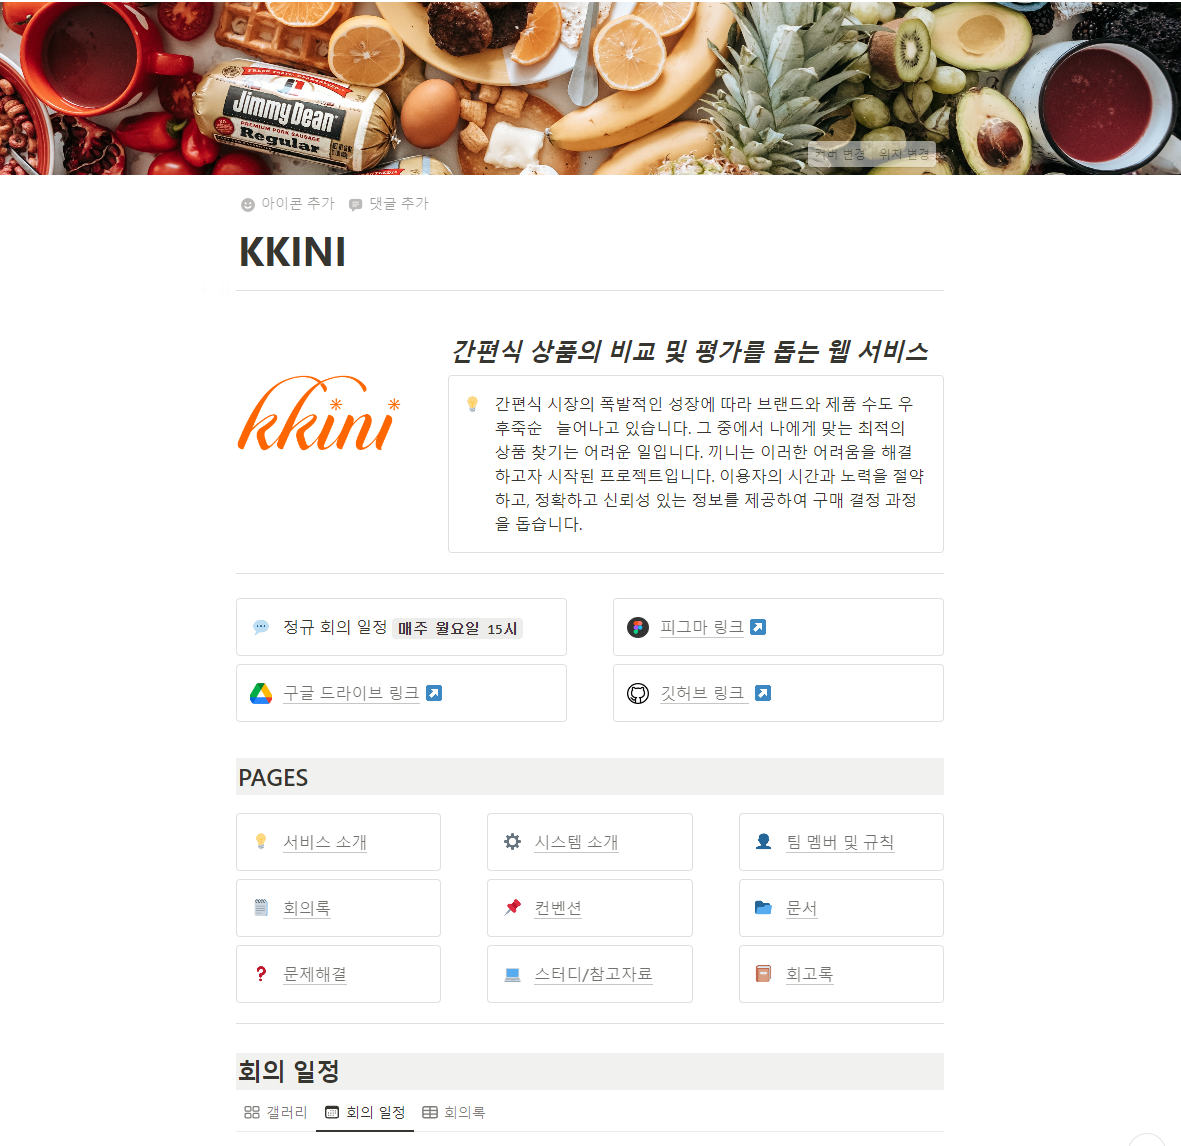 TRADE FAMILY GREATNESS
Jimmy Dean
PREMIUM PORK SAUSAGE
Regular
커버 변경 위치 변경
아이콘 추가 댓글 추가
KKINI
간편식 상품의 비교 및 평가를 돕는 웹 서비스
kkini
간편식 시장의 폭발적인 성장에 따라 브랜드와 제품 수도 우
후죽순 늘어나고 있습니다. 그 중에서 나에게 맞는 최적의
상품 찾기는 어려운 일입니다. 끼니는 이러한 어려움을 해결
하고자 시작된 프로젝트입니다. 이용자의 시간과 노력을 절약
하고, 정확하고 신뢰성 있는 정보를 제공하여 구매 결정 과정
을 돕습니다.
정규 회의 일정 매주 월요일 15시
피그마 링크
구글 드라이브 링크
깃허브 링크
PAGES
서비스 소개
시스템 소개
팀 멤버 및 규칙
회의록
컨벤션
문서
문제해결
스터디/참고자료
회고록
회의 일정
갤러리 회의 일정 회의록